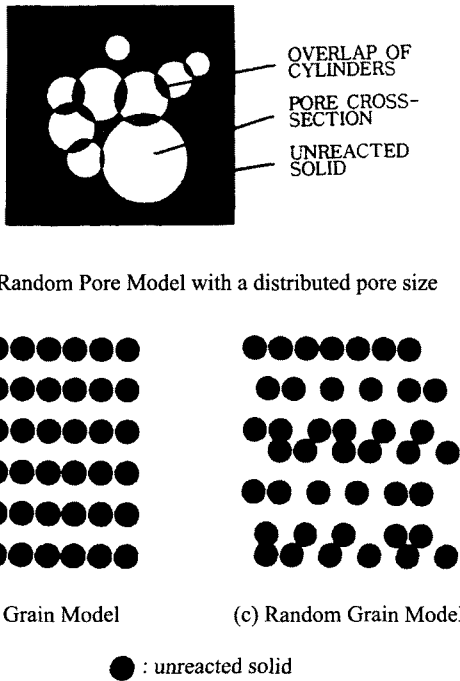 OVERLAP OF
CYLINDERS
PORE CROSS-
SECTION
UNREACTED
SOLID
Random Pore Model with a distributed pore size
Grain Model
(c) Random Grain Model
: unreacted solid